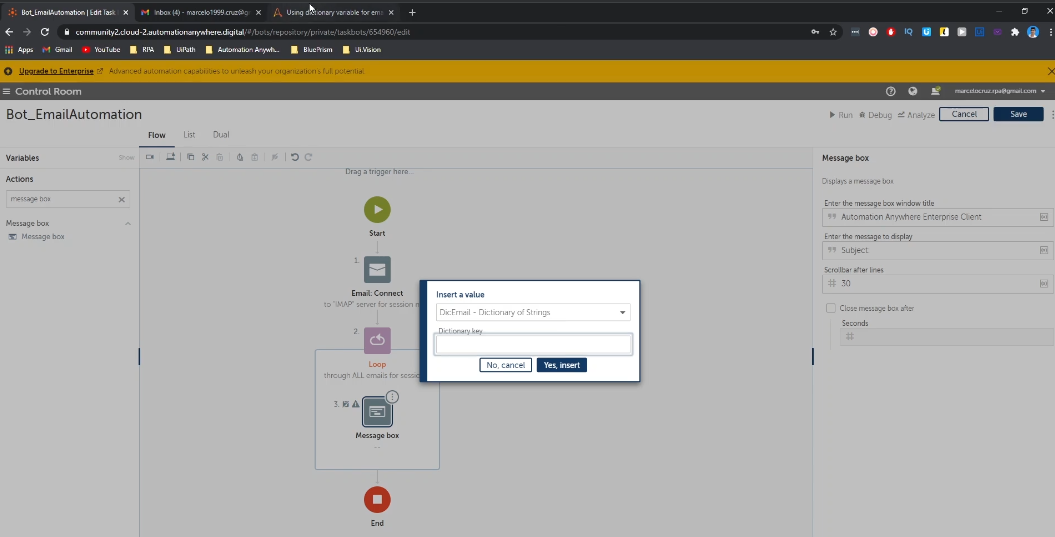 Bot_EmailAutomation | Edit Task
Inbox (4) - marcelo1999.cruz@g
Using dictionary variable for ema
community2.cloud-2.automationanywhere.digital/#/bots/repository/private/taskbots/654960/edit
Apps Gmail YouTube RPA UiPath Automation Anywh... BluePrism Ui.Vision
Upgrade to Enterprise Advanced automation capabilities to unleash your organization's full potential
Control Room marcelocruz.rpa@gmail.com
Bot_EmailAutomation Run Debug Analyze Cancel Save
Flow List Dual
Variables Show
Message box
Actions
Drag a trigger here...
Displays a message box
message box
Enter the message box window title
Automation Anywhere Enterprise Client
Message box
Message box
Start
Enter the message to display
Subject:
1.
Scrollbar after lines
30
Email: Connect
to "IMAP" server for session n
Insert a value
DicEmail - Dictionary of Strings
Close message box after
Seconds
2.
Dictionary key
Loop
No, cancel Yes, insert
through ALL emails for sessio
3.
Message box
...
End